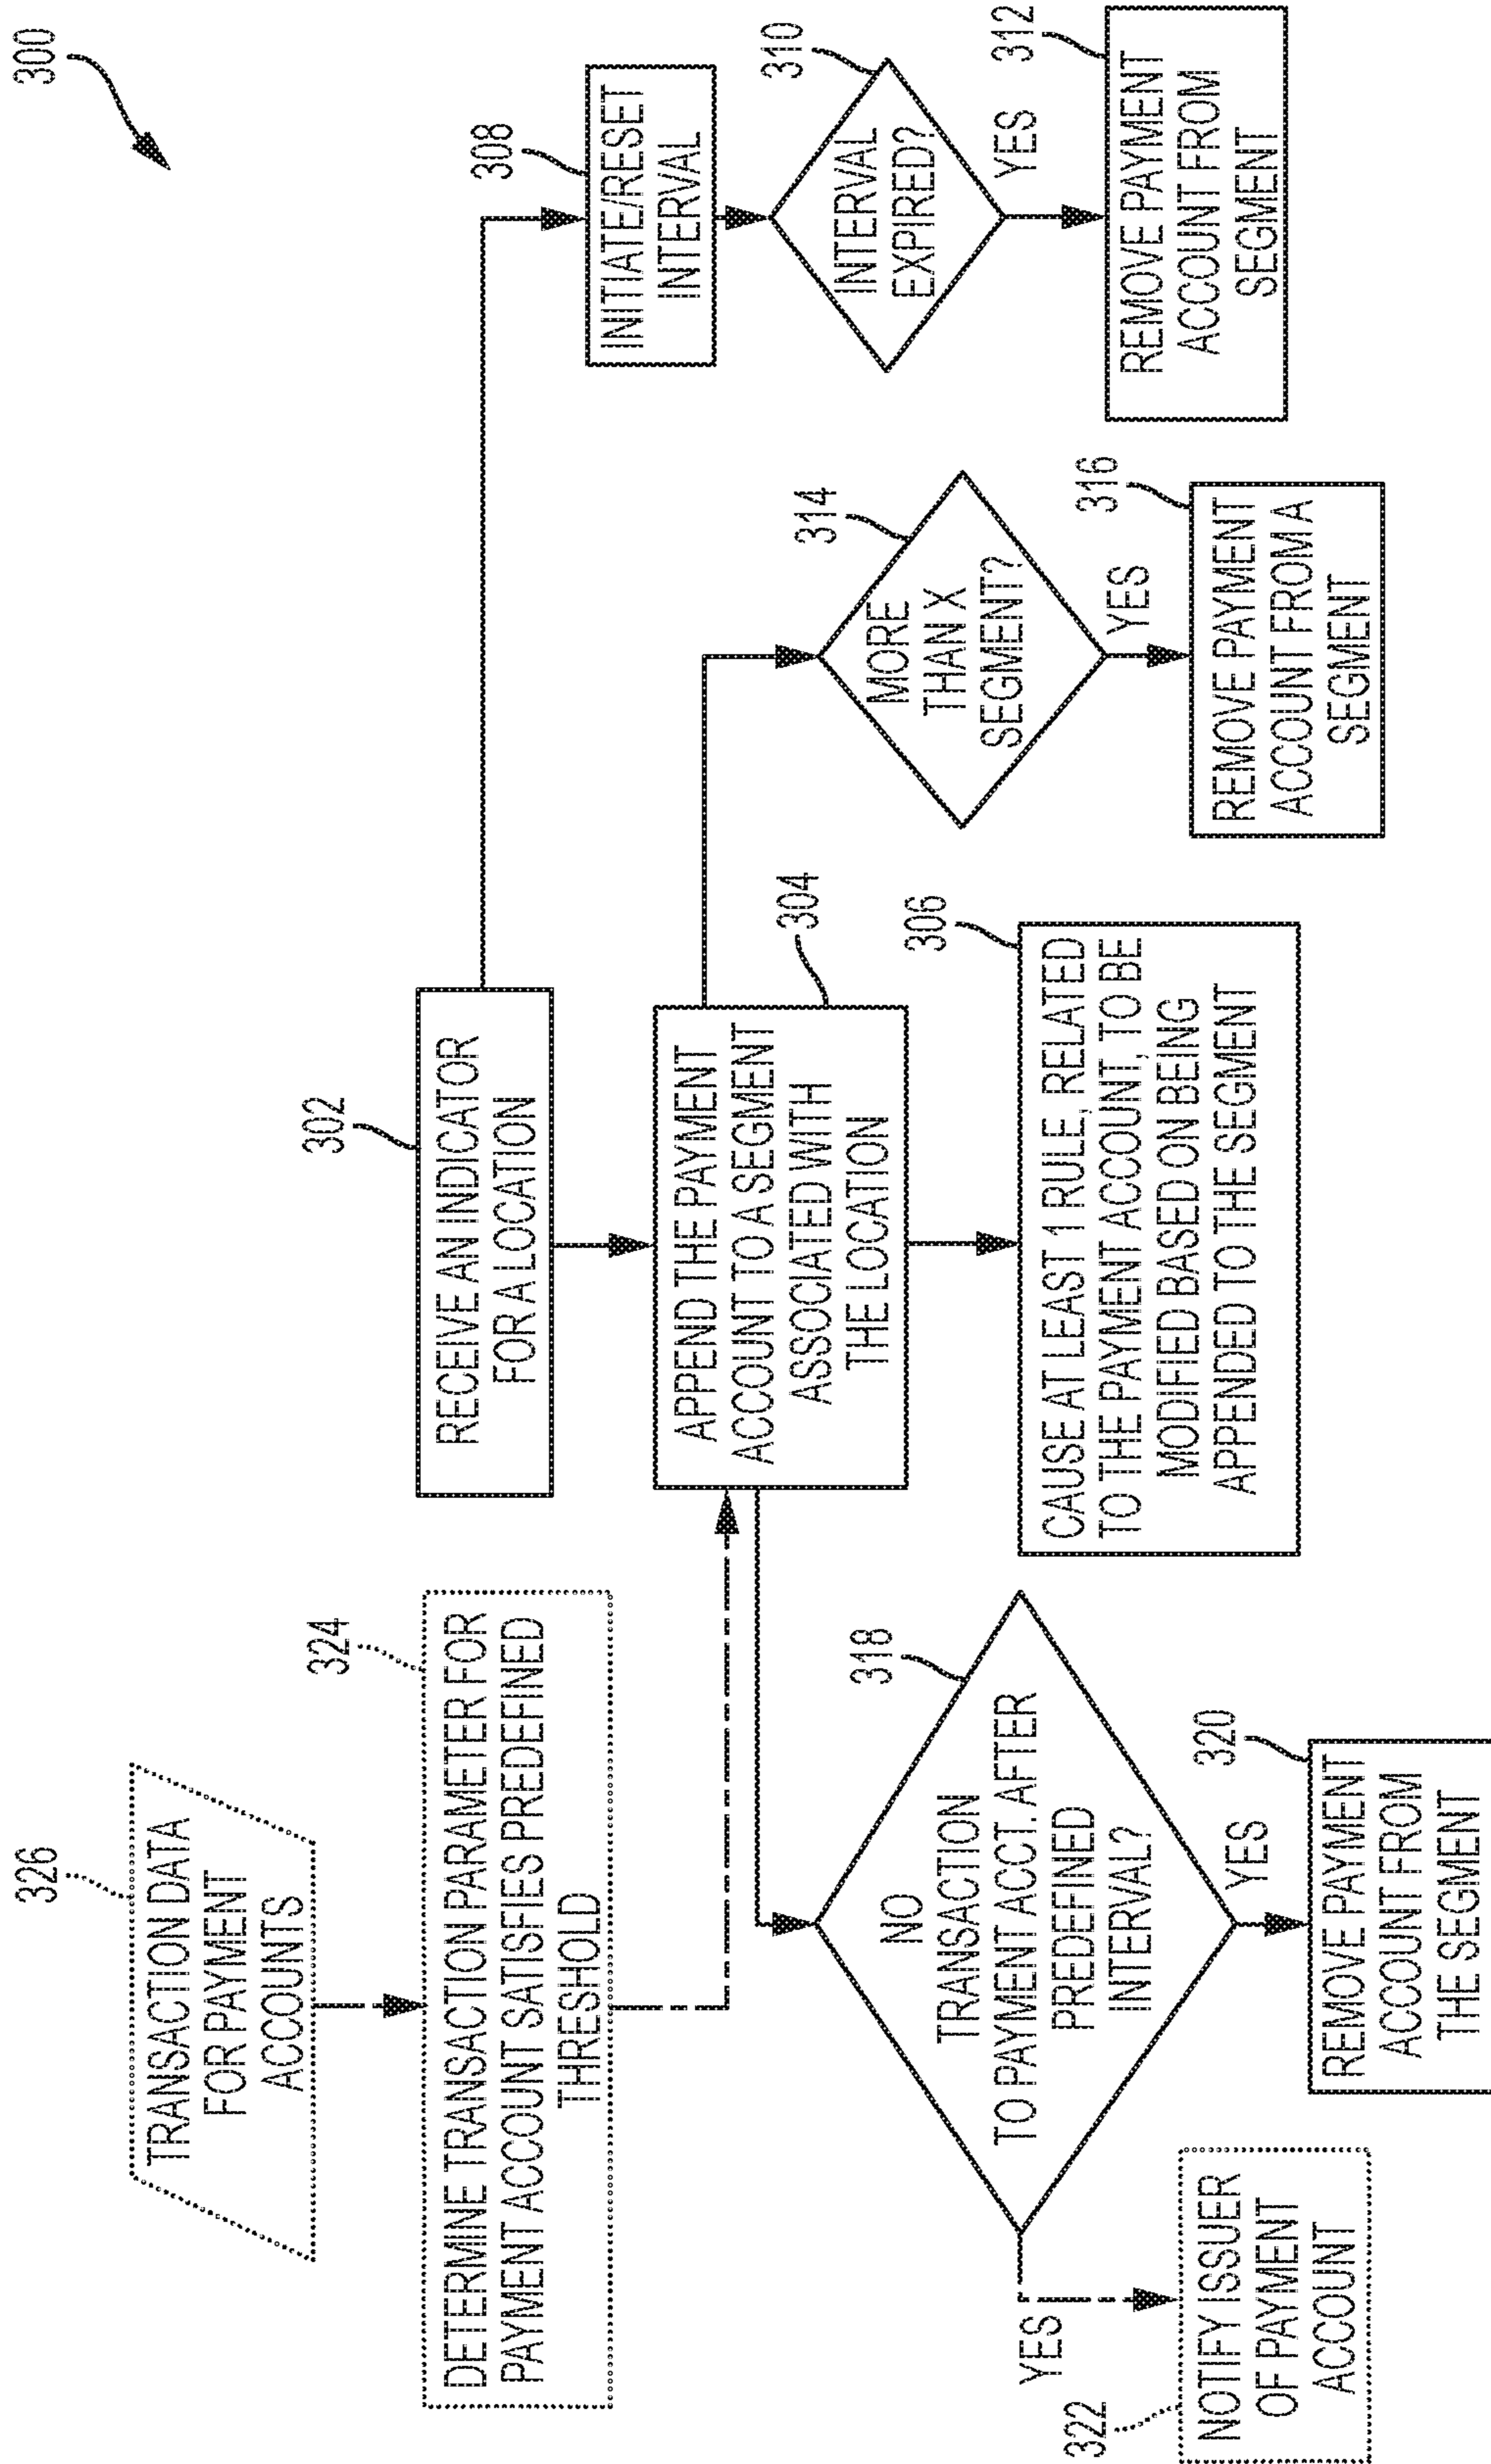 300
326
TRANSACTION DATA
FOR PAYMENT
ACCOUNTS
324
DETERMINE TRANSACTION PARAMETER FOR
PAYMENT ACCOUNT SATISFIES PREDEFINED
THRESHOLD
302
RECEIVE AN INDICATOR
FOR A LOCATION
304
APPEND THE PAYMENT
ACCOUNT TO A SEGMENT
ASSOCIATED WITH
THE LOCATION
306
CAUSE AT LEAST 1 RULE, RELATED
TO THE PAYMENT ACCOUNT, TO BE
MODIFIED BASED ON BEING
APPENDED TO THE SEGMENT
308
INITIATE/RESET
INTERVAL
310
INTERVAL
EXPIRED?
YES
312
REMOVE PAYMENT
ACCOUNT FROM
SEGMENT
314
MORE
THAN X
SEGMENT?
YES
316
REMOVE PAYMENT
ACCOUNT FROM A
SEGMENT
318
NO
TRANSACTION
TO PAYMENT ACCT. AFTER
PREDEFINED
INTERVAL?
YES
320
REMOVE PAYMENT
ACCOUNT FROM
THE SEGMENT
YES
322
NOTIFY ISSUER
OF PAYMENT
ACCOUNT